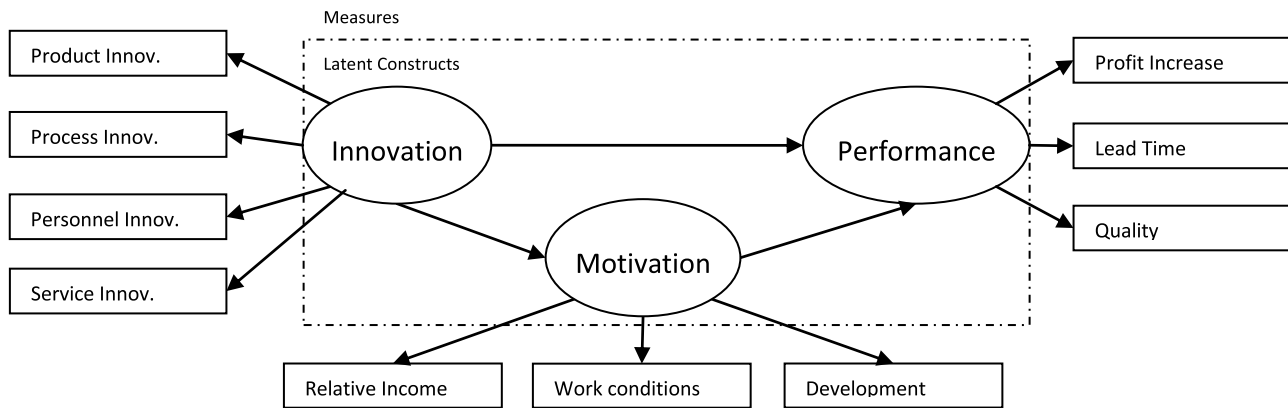 Measures
Latent Constructs
Product Innov.
Process Innov.
Personnel Innov.
Service Innov.
Innovation
Motivation
Performance
Profit Increase
Lead Time
Quality
Relative Income
Work conditions
Development